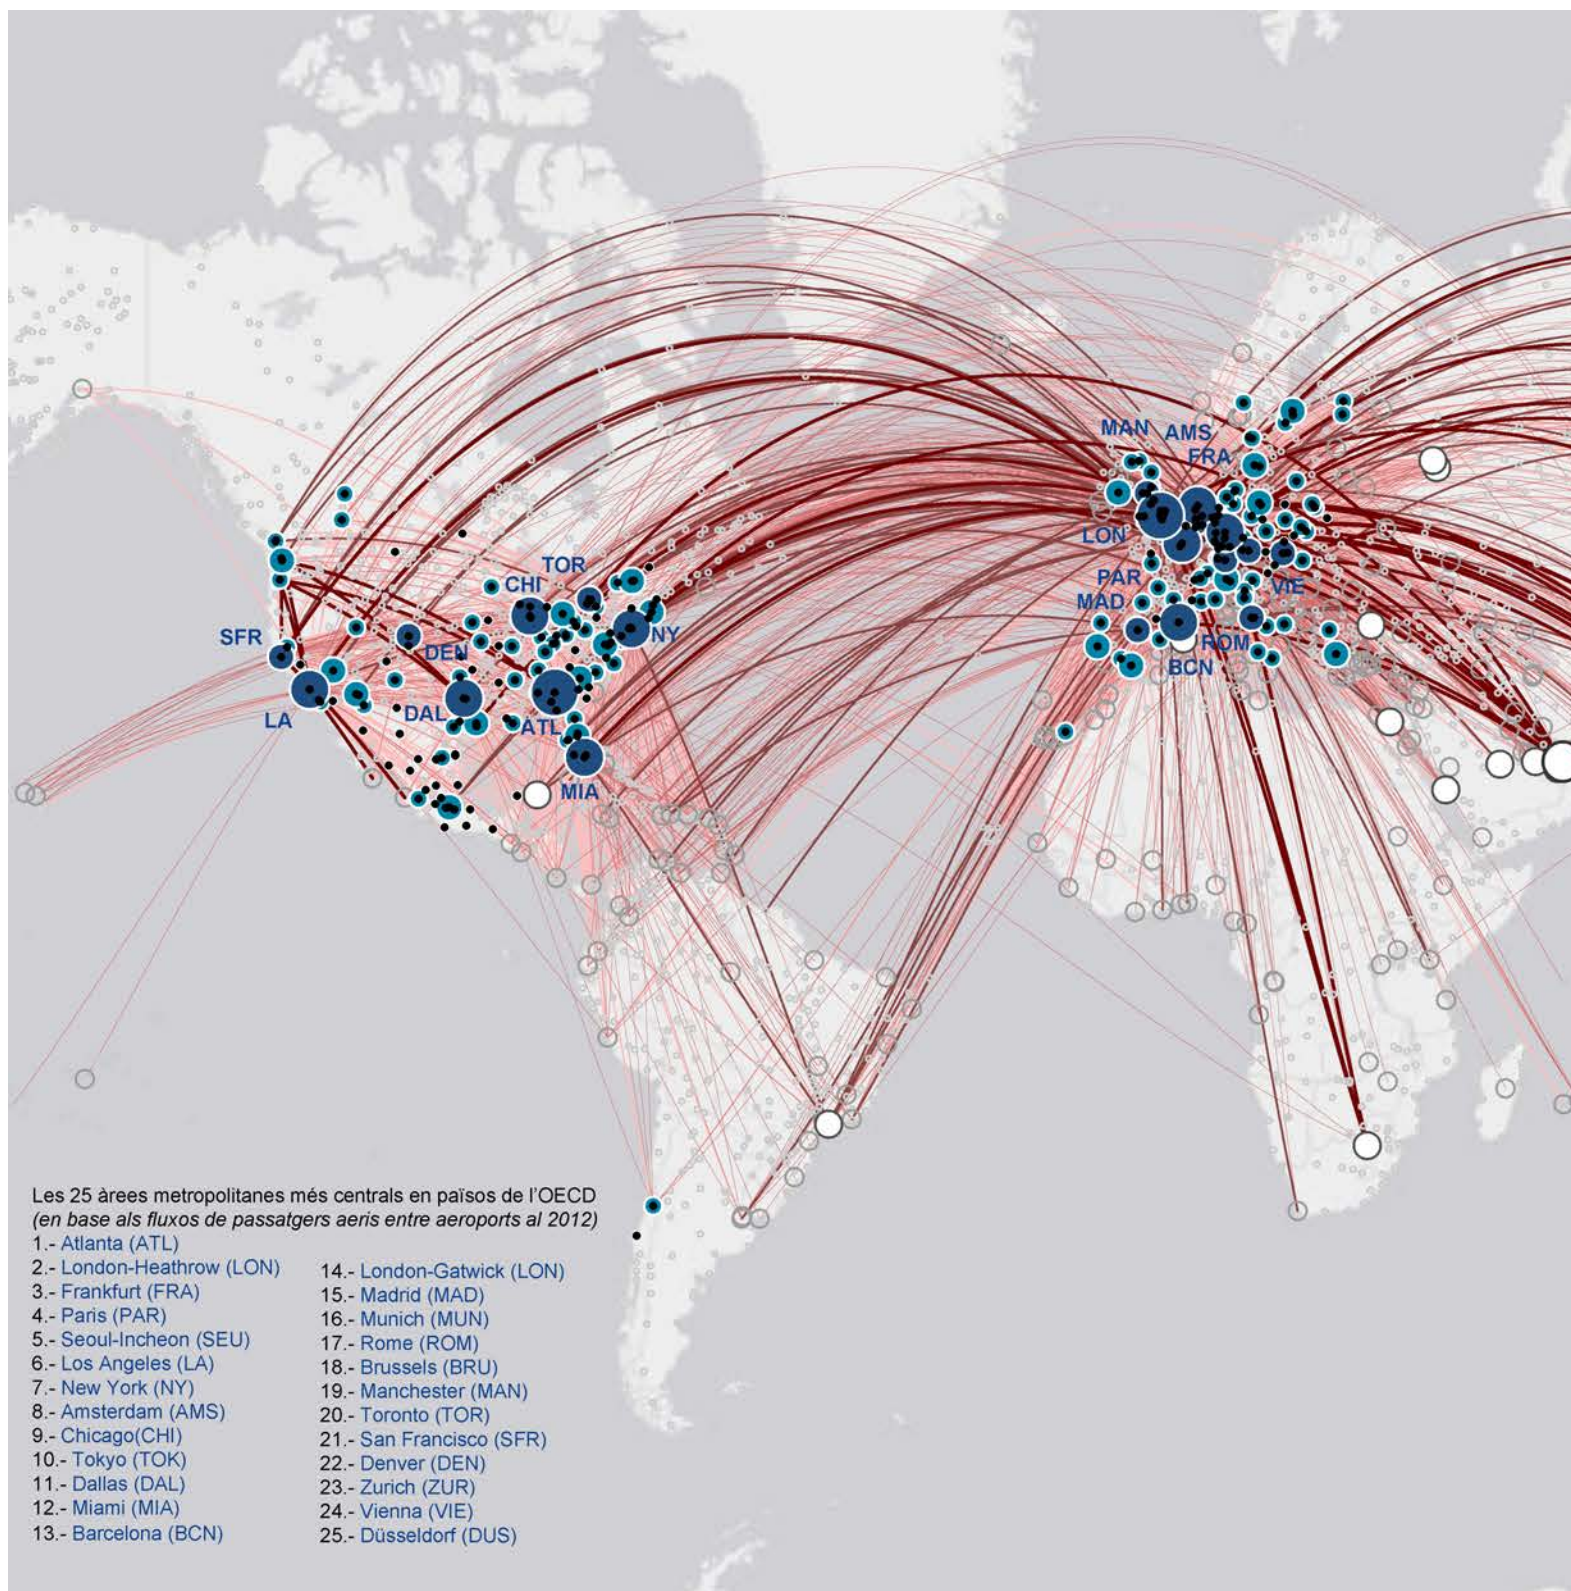 MAN
AMS
FRA
LON
TOR
CHI
PAR
VIE
MAD
SFR
NY
DEN
ROM
BCN
LA
DAL
ATL
MIA
Les 25 àrees metropolitanes més centrals en països de l'OECD
(en base als fluxos de passatgers aeris entre aeroports al 2012)
1.- Atlanta (ATL)
2.- London-Heathrow (LON)
3.- Frankfurt (FRA)
4.- Paris (PAR)
5.- Seoul-Incheon (SEU)
6.- Los Angeles (LA)
7.- New York (NY)
8.- Amsterdam (AMS)
9.- Chicago(CHI)
10.- Tokyo (TOK)
11.- Dallas (DAL)
12.- Miami (MIA)
13.- Barcelona (BCN)
14.- London-Gatwick (LON)
15.- Madrid (MAD)
16.- Munich (MUN)
17.- Rome (ROM)
18.- Brussels (BRU)
19.- Manchester (MAN)
20.- Toronto (TOR)
21.- San Francisco (SFR)
22.- Denver (DEN)
23.- Zurich (ZUR)
24.- Vienna (VIE)
25.- Düsseldorf (DUS)